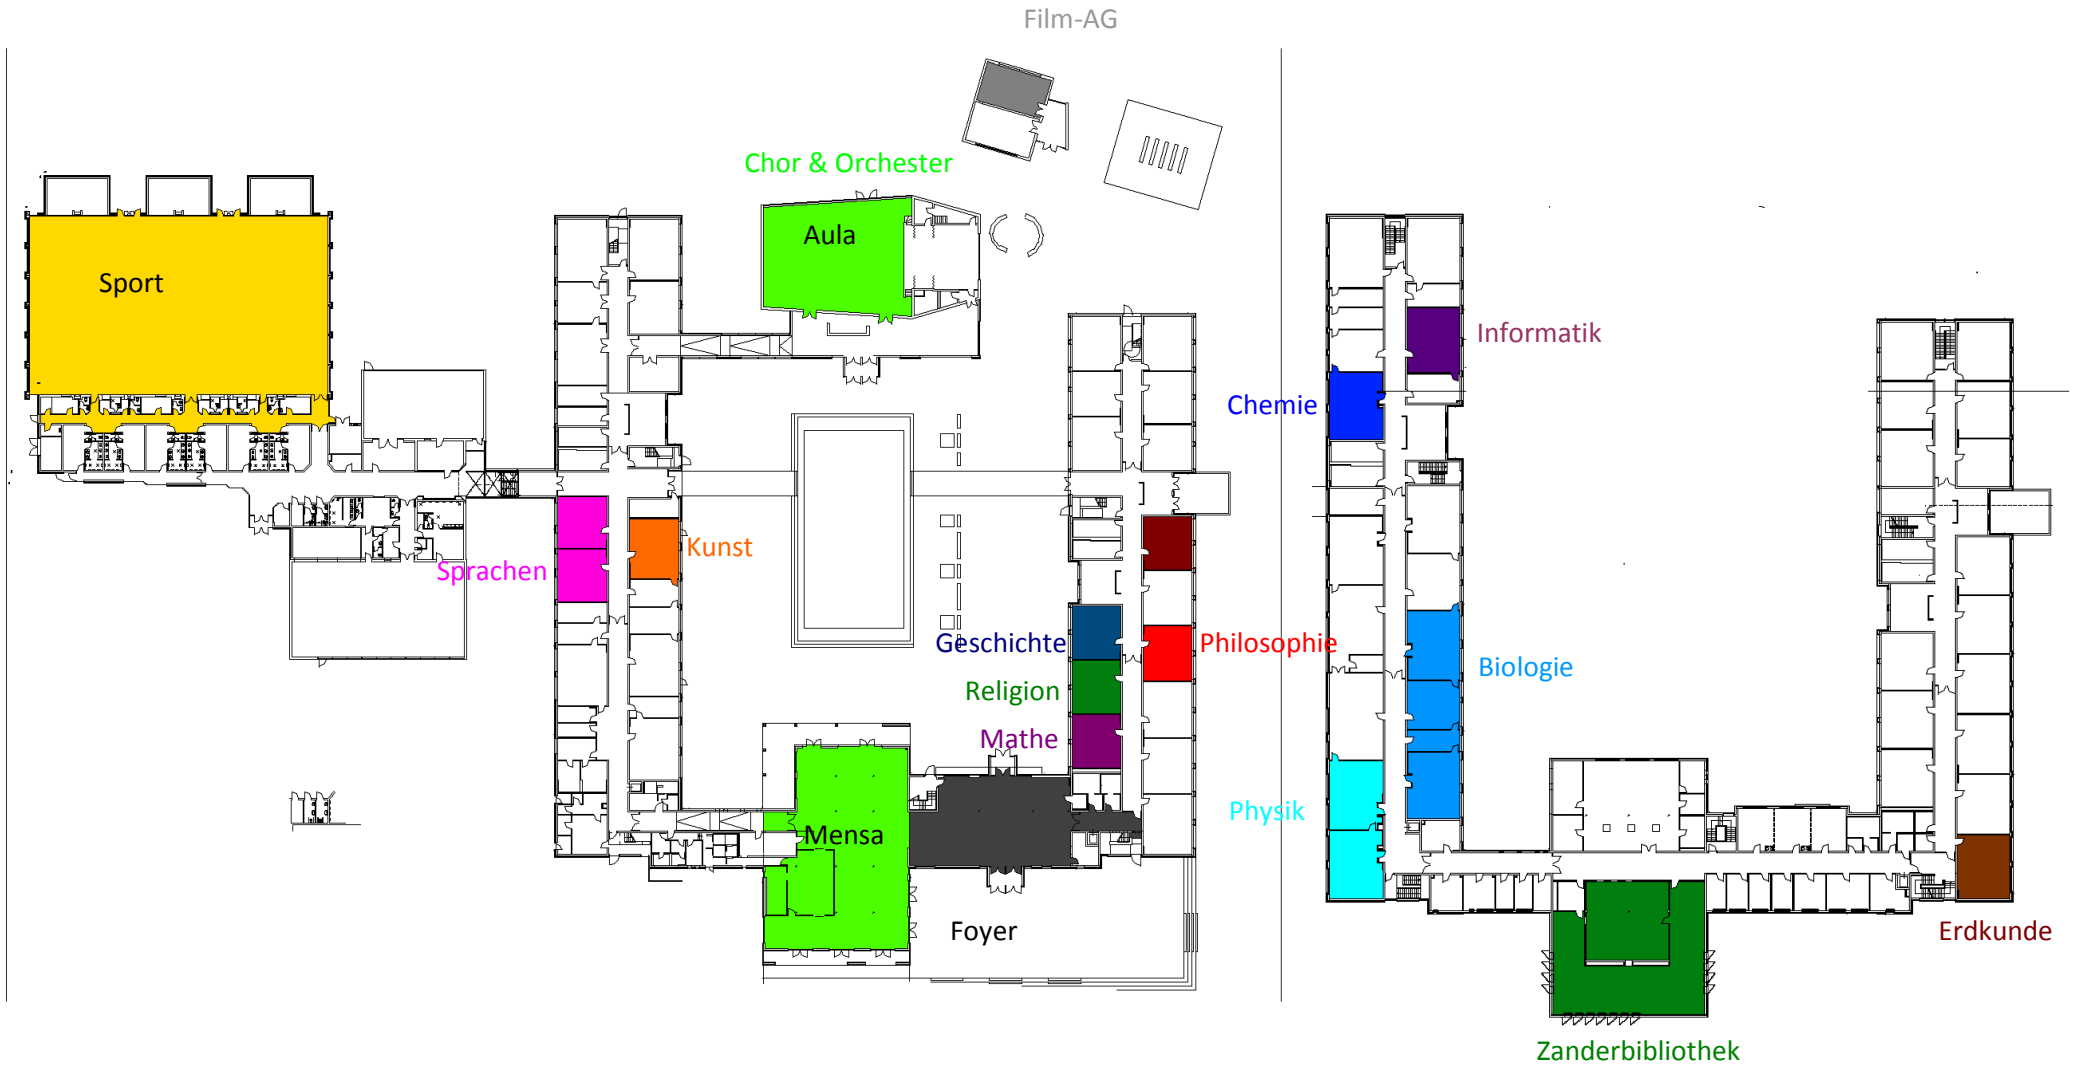 Film-AG
Chor & Orchester
Aula
Sport
Informatik
Chemie
Kunst
Sprachen
Geschichte
Philosophie
Religion
Biologie
Mathe
Physik
Mensa
Foyer
Erdkunde
Zanderbibliothek